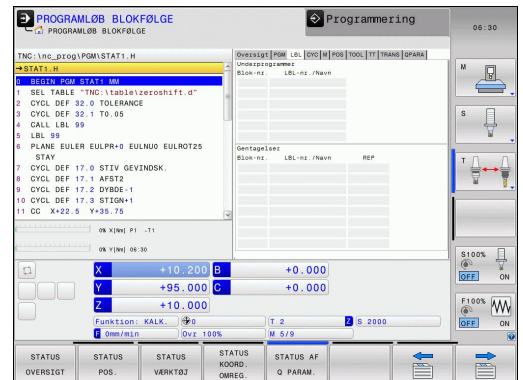 PROGRAMLØB BLOKFØLGE
PROGRAMLØB BLOKFØLGE
Programmering
06:30
TNC:\nc_prog\PGM\STAT1.H
→STAT1.H
0 BEGIN PGM STAT1 MM
1 SEL TABLE "TNC:\table\zeroshift.d"
2 CYCL DEF 32.0 TOLERANCE
3 CYCL DEF 32.1 T0.05
4 CALL LBL 99
5 LBL 99
6 PLANE EULER EULPR+0 EULNU0 EULROT25
STAY
7 CYCL DEF 17.0 STIV GEVINDSK.
8 CYCL DEF 17.1 AFST2
9 CYCL DEF 17.2 DYBDE-1
10 CYCL DEF 17.3 STIGN+1
11 CC X+22.5 Y+35.75
Oversigt PGM LBL CYC M POS TOOL TT TRANS QPARA
Underprogrammer
Blok-nr. LBL-nr./Navn
Gentagelser
Blok-nr. LBL-nr./Navn REP
0% X[Nm] P1 -T1
0% Y[Nm] 06:30
X +10.200 B +0.000
Y +95.000 C +0.000
Z +10.000
Funktion: KALK. 0 T 2 Z S 2000
F 0mm/min Ovr 100% M 5/9
M
S
T
S100%
OFF ON
F100%
OFF ON
STATUS OVERSIGT
STATUS POS.
STATUS VÆRKTØJ
STATUS KOORD. OMREG.
STATUS AF Q PARAM.